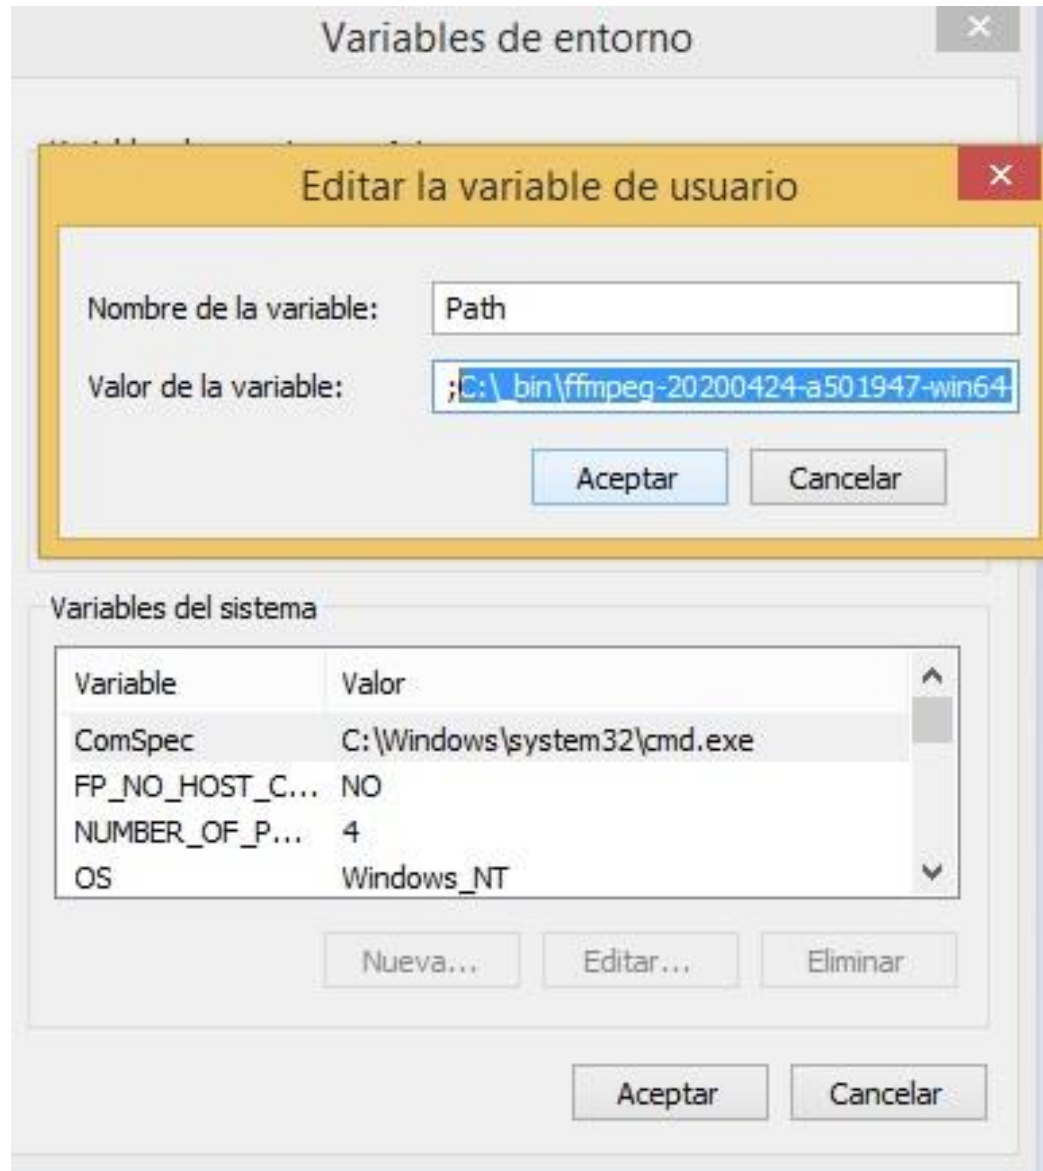 Variables de entorno
Editar la variable de usuario
Nombre de la variable: Path
Valor de la variable: ;C:\_bin\ffmpeg-20200424-a501947-win64-
Aceptar Cancelar
Variables del sistema
Variable Valor
ComSpec C:\Windows\system32\cmd.exe
FP_NO_HOST_C... NO
NUMBER_OF_P... 4
OS Windows_NT
Nueva... Editar... Eliminar
Aceptar Cancelar